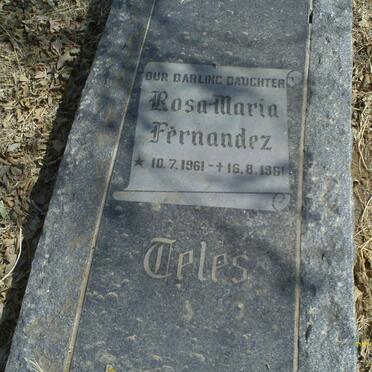 OUR DARLING DAUGHTER
Rosa Maria
Fernandez
★ 10.7.1961 - ✝ 16.8.1961
Teles